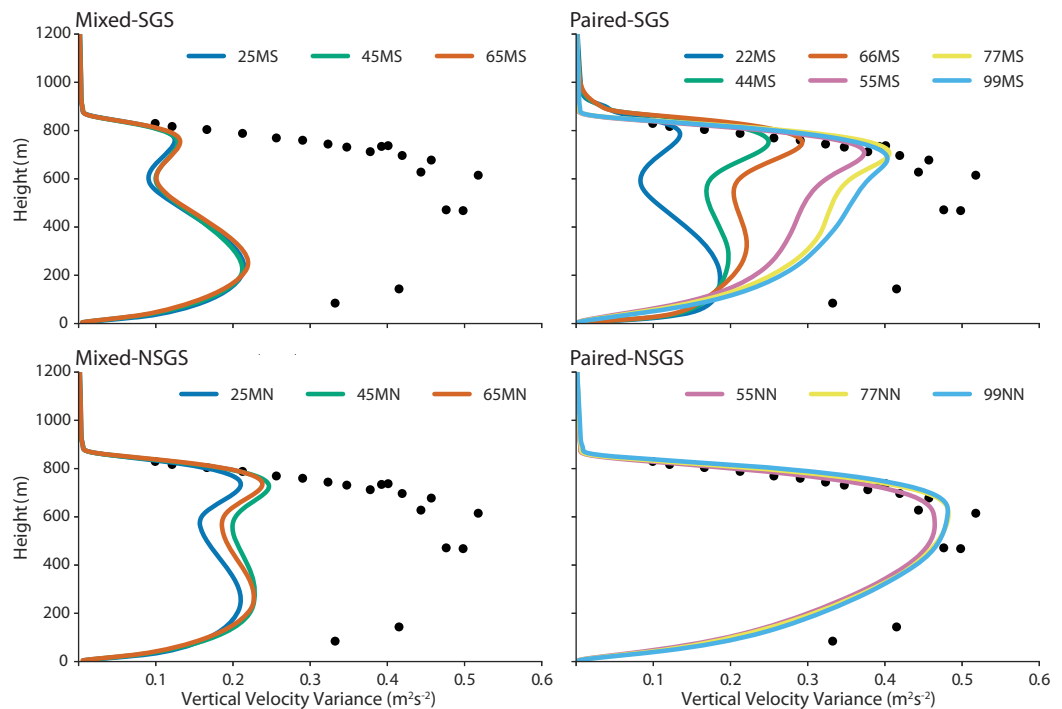 Mixed-SGS
Paired-SGS
1200
1000
800
600
400
200
0
Height (m)
25MS 45MS 65MS
22MS 66MS 77MS
44MS 55MS 99MS
Mixed-NSGS
Paired-NSGS
1200
1000
800
600
400
200
0
Height (m)
25MN 45MN 65MN
55NN 77NN 99NN
0.1 0.2 0.3 0.4 0.5 0.6
Vertical Velocity Variance (m²s⁻²)
0.1 0.2 0.3 0.4 0.5 0.6
Vertical Velocity Variance (m²s⁻²)